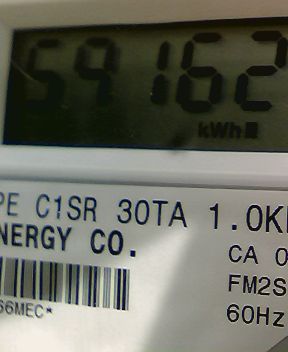 59162
kWh
PE C1SR 30TA 1.0K
NERGY CO.
CA 0
FM2S
66MEC*
60Hz